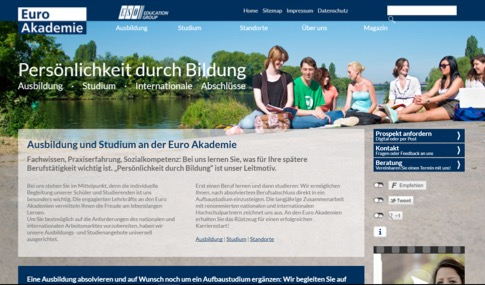 Euro
Akademie
ESO EDUCATION
GROUP
Home Sitemap Impressum Datenschutz
Ausbildung Studium Standorte Über uns Magazin
Persönlichkeit durch Bildung
Ausbildung · Studium · Internationale Abschlüsse
Ausbildung und Studium an der Euro Akademie
Fachwissen, Praxiserfahrung, Sozialkompetenz: Bei uns lernen Sie, was für Ihre spätere
Berufstätigkeit wichtig ist. „Persönlichkeit durch Bildung" ist unser Leitmotiv.
Bei uns stehen Sie im Mittelpunkt, denn die individuelle
Begleitung unserer Schüler und Studierenden ist uns
besonders wichtig. Die engagierten Lehrkräfte an den Euro
Akademien vermitteln Ihnen die Freude am lebenslangen
Lernen.
Um Sie bestmöglich auf die Anforderungen des nationalen und
internationalen Arbeitsmarktes vorzubereiten, haben wir
unsere Ausbildungs- und Studienangebote universell
ausgerichtet.
Erst einen Beruf lernen und dann studieren: Wir ermöglichen
Ihnen, nach absolviertem Berufsabschluss direkt in ein
Aufbaustudium einzusteigen. Die langjährige Zusammenarbeit
mit renommierten nationalen und internationalen
Hochschulpartnern zeichnet uns aus. An den Euro Akademien
erhalten Sie das Rüstzeug für einen erfolgreichen
Karrierestart!
Ausbildung | Studium | Standorte
Prospekt anfordern
Digital oder per Post
Kontakt
Fragen oder Feedback an uns
Beratung
Vereinbaren Sie einen Termin mit uns!
Empfehlen
Tweet
+1
i
Eine Ausbildung absolvieren und auf Wunsch noch um ein Aufbaustudium ergänzen: Wir begleiten Sie auf